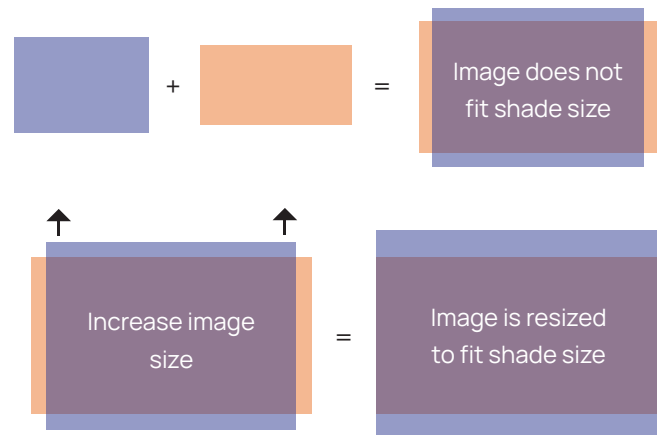 +
=
Image does not
fit shade size
Increase image
size
=
Image is resized
to fit shade size